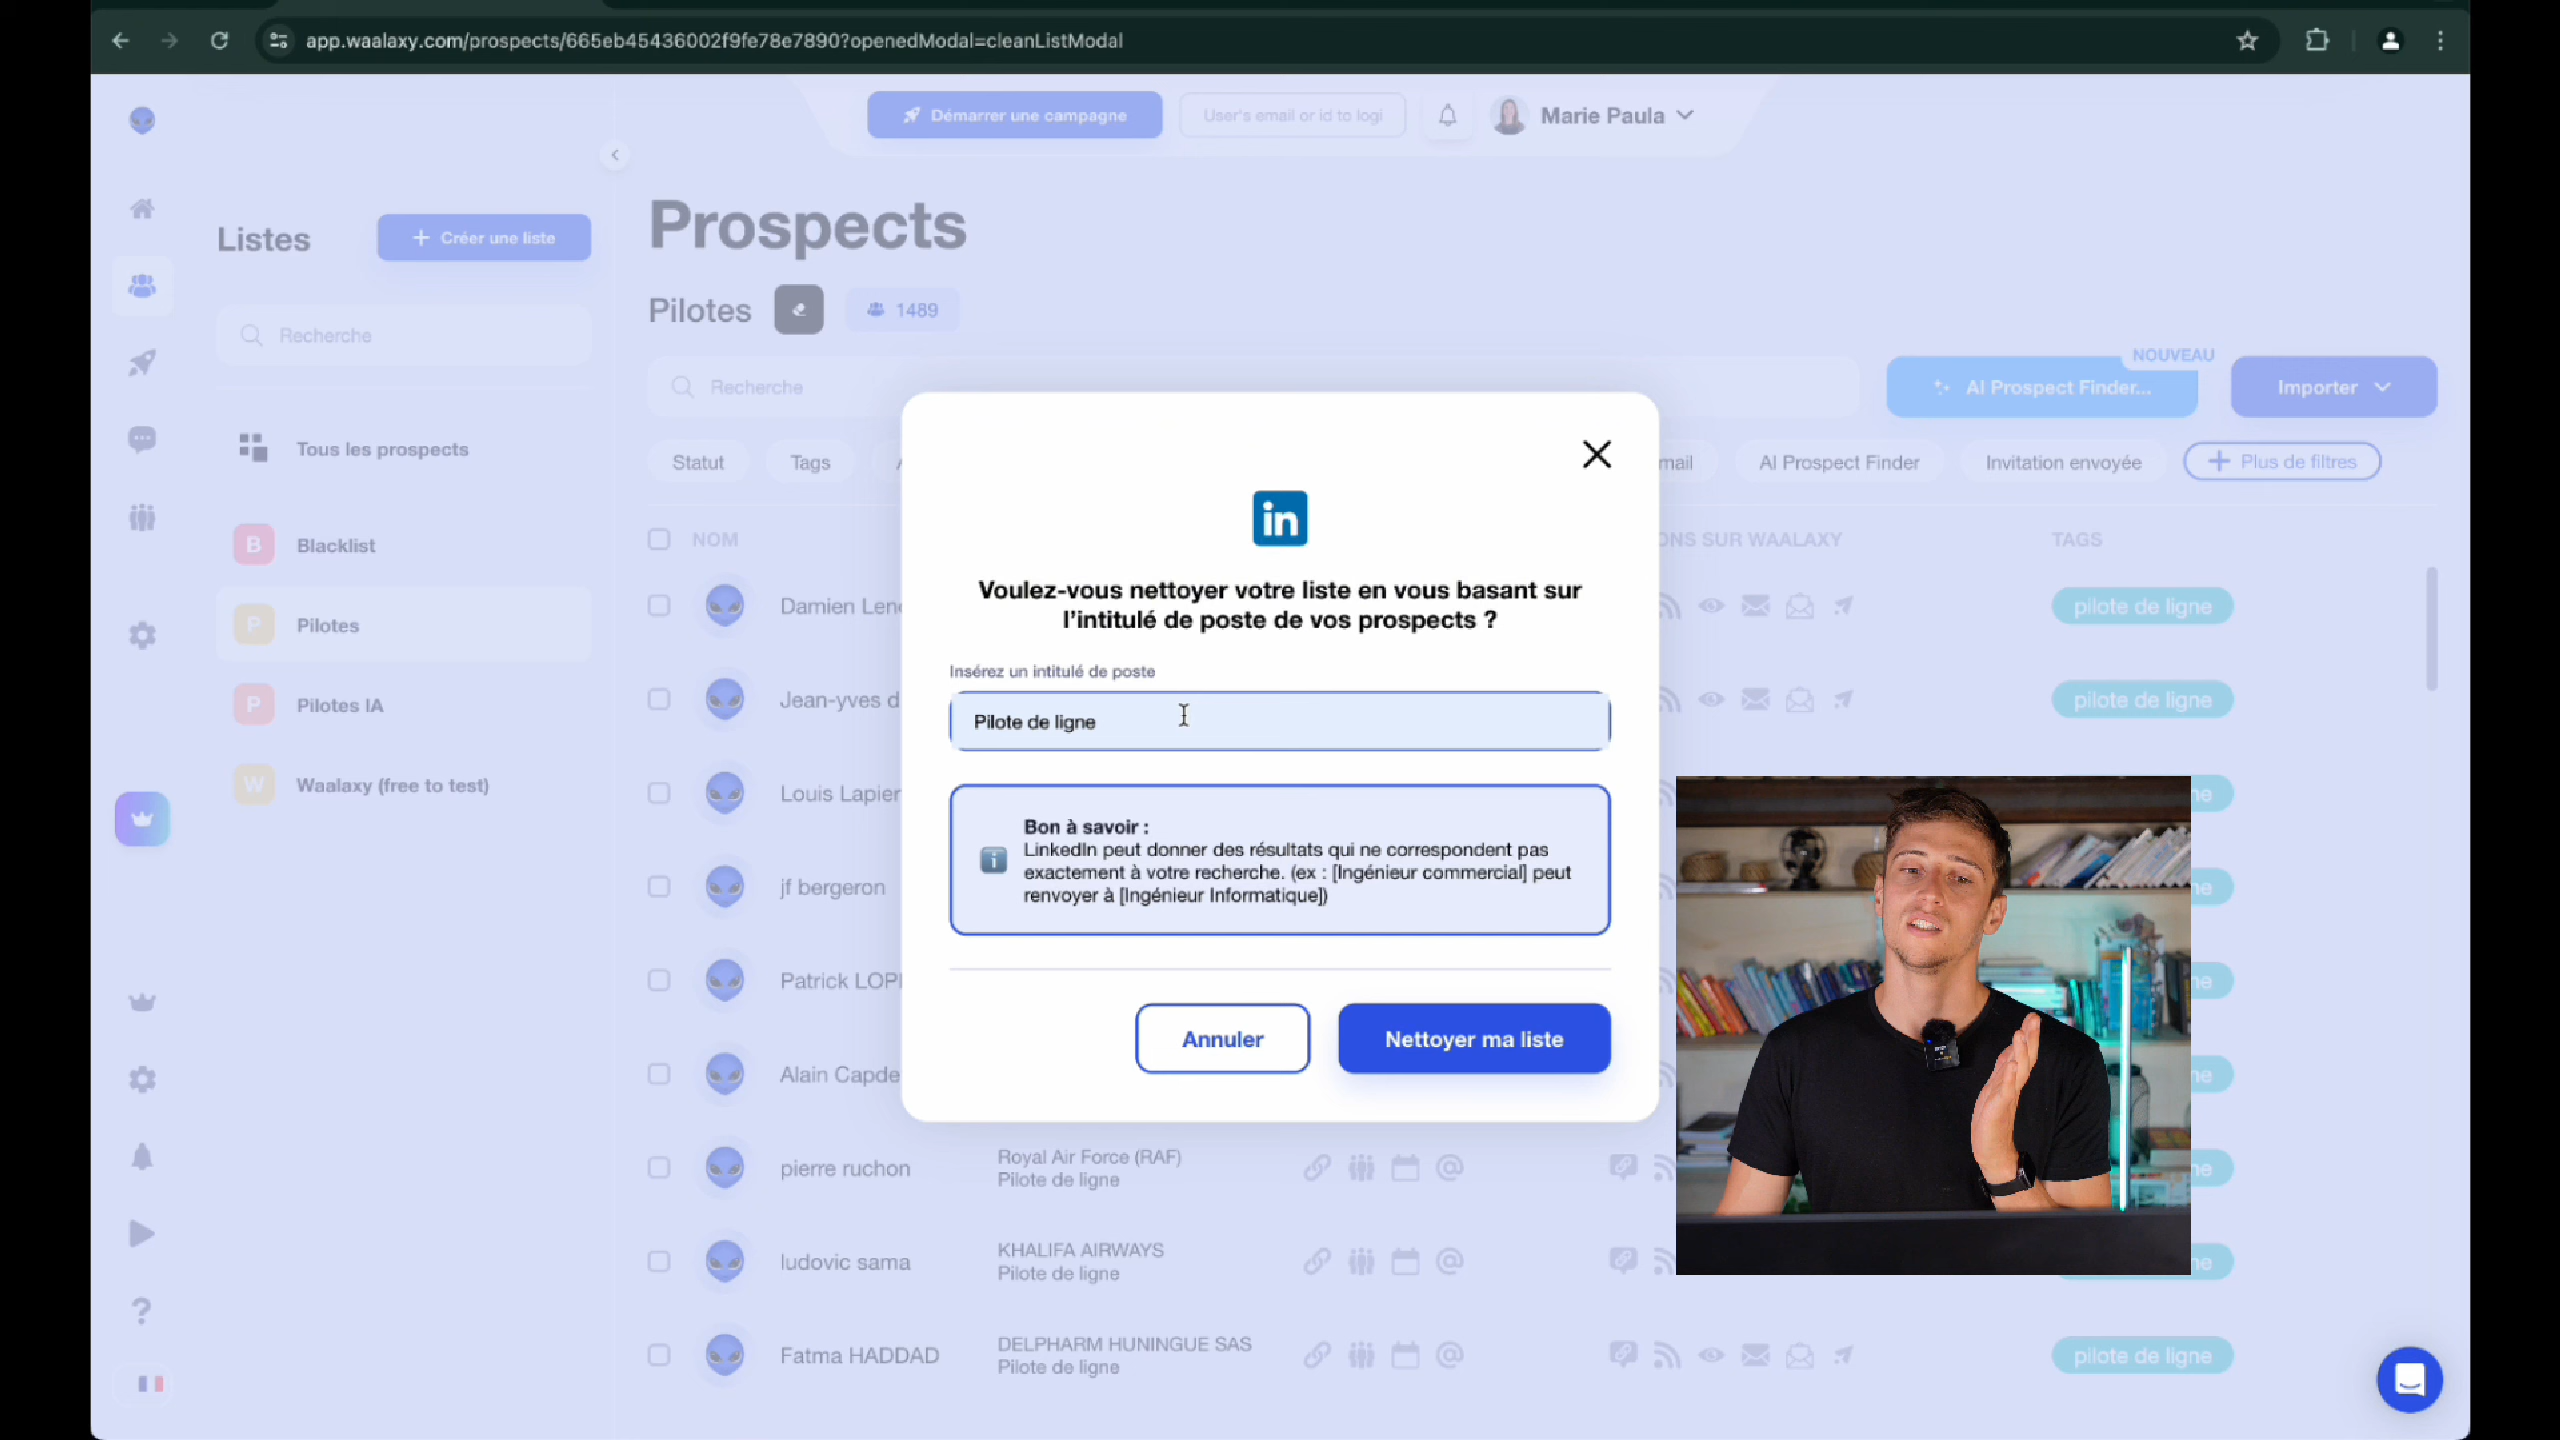 app.waalaxy.com/prospects/665eb45436002f9fe78e7890?openedModal=cleanListModal
Démarrer une campagne
User's email or id to logi
Marie Paula
Listes
Créer une liste
Recherche
Tous les prospects
B
Blacklist
P
Pilotes
P
Pilotes IA
W
Waalaxy (free to test)
?
Prospects
Pilotes
1489
Recherche
NOUVEAU
AI Prospect Finder...
Importer
Statut
Tags
mail
AI Prospect Finder
Invitation envoyée
Plus de filtres
NOM
ONS SUR WAALAXY
TAGS
Damien Len
pilote de ligne
Jean-yves d
pilote de ligne
Louis Lapier
ne
jf bergeron
ne
Patrick LOP
ne
Alain Capde
ne
pierre ruchon
Royal Air Force (RAF)
Pilote de ligne
ne
ludovic sama
KHALIFA AIRWAYS
Pilote de ligne
ne
Fatma HADDAD
DELPHARM HUNINGUE SAS
Pilote de ligne
pilote de ligne
in
Voulez-vous nettoyer votre liste en vous basant sur
l'intitulé de poste de vos prospects ?
Insérez un intitulé de poste
Pilote de ligne
Bon à savoir :
LinkedIn peut donner des résultats qui ne correspondent pas
exactement à votre recherche. (ex : [Ingénieur commercial] peut
renvoyer à [Ingénieur Informatique])
Annuler
Nettoyer ma liste